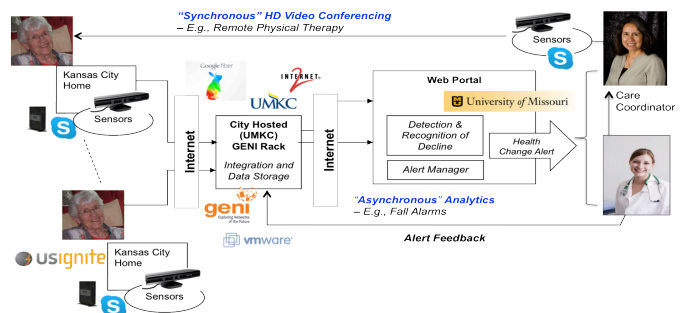 “Synchronous” HD Video Conferencing
– E.g., Remote Physical Therapy
Sensors
S
Kansas City
Home
S
Sensors
Google Fiber
INTERNET®
2
UMKC
Internet
City Hosted
(UMKC)
GENI Rack
Integration and
Data Storage
Internet
Web Portal
University of Missouri
Detection &
Recognition of
Decline
Alert Manager
Health
Change Alert
Care
Coordinator
“Asynchronous” Analytics
– E.g., Fall Alarms
Alert Feedback
geni
Exploring Networks
of the Future
vmware®
usignite
Kansas City
Home
Sensors
S